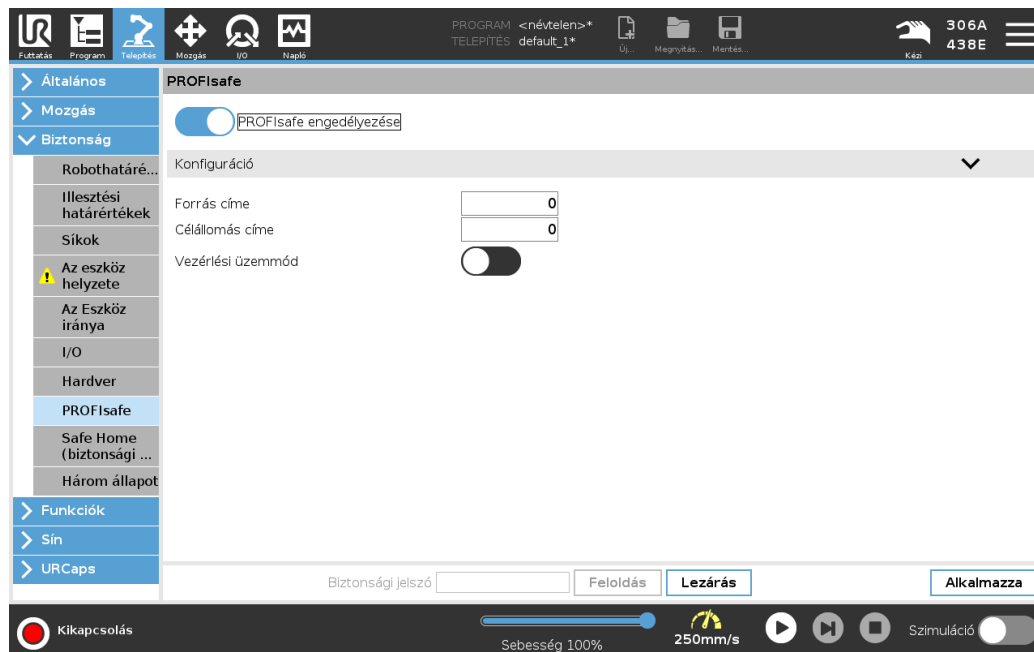 UR
PROGRAM <névtelen>*
TELEPÍTÉS default_1*
306A
438E
Futtatás Program Telepítés Mozgás I/O Napló Új... Megnyitás... Mentés... Kézi
Általános
Mozgás
Biztonság
Robothatáré...
Illesztési
határértékek
Síkok
Az eszköz
helyzete
Az Eszköz
iránya
I/O
Hardver
PROFIsafe
Safe Home
(biztonsági ...
Három állapot
Funkciók
Sín
URCaps
PROFIsafe
PROFIsafe engedélyezése
Konfiguráció
Forrás címe 0
Célállomás címe 0
Vezérlési üzemmód
Biztonsági jelszó Feloldás Lezárás Alkalmazza
Kikapcsolás
Sebesség 100%
250mm/s
Szimuláció